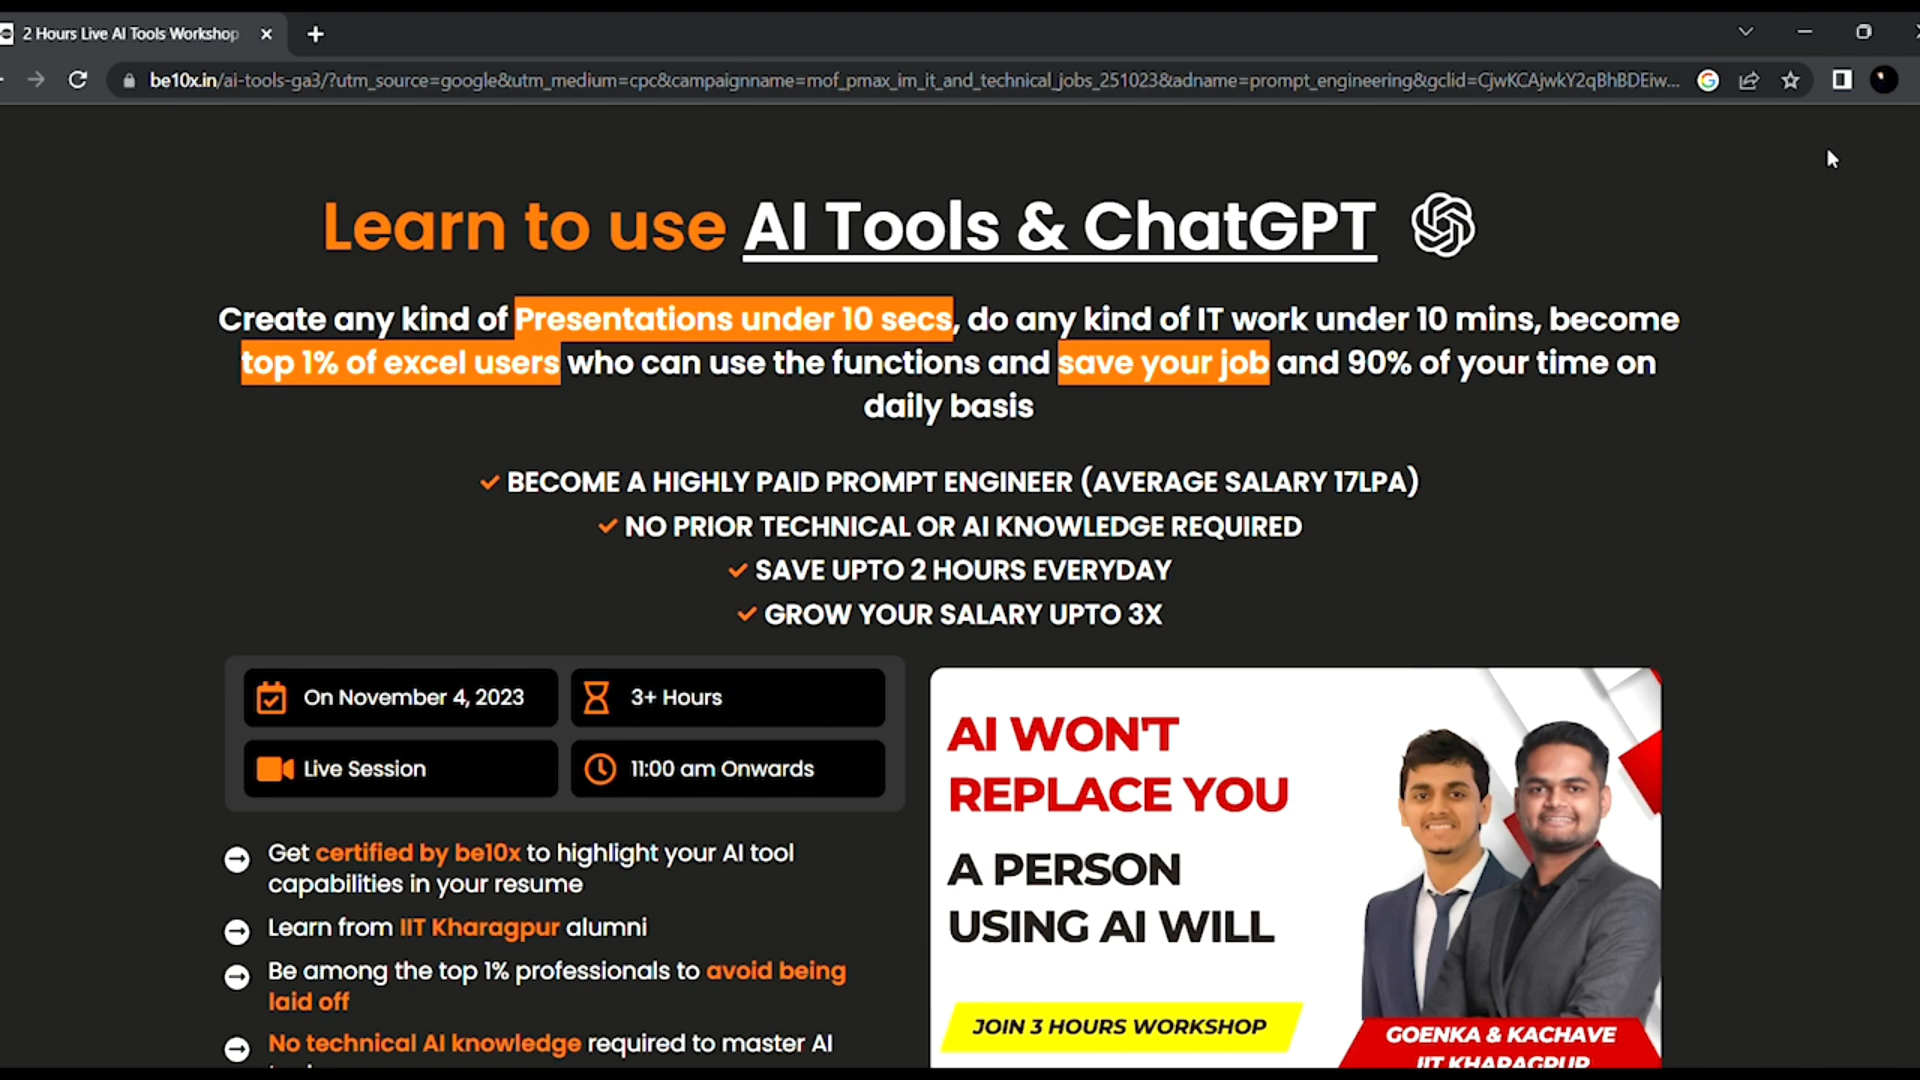 2 Hours Live AI Tools Workshop
be10x.in/ai-tools-ga3/?utm_source=google&utm_medium=cpc&campaignname=mof_pmax_im_it_and_technical_jobs_251023&adname=prompt_engineering&gclid=CjwKCAjwkY2qBhBDEiw...
Learn to use AI Tools & ChatGPT
Create any kind of Presentations under 10 secs, do any kind of IT work under 10 mins, become
top 1% of excel users who can use the functions and save your job and 90% of your time on
daily basis
BECOME A HIGHLY PAID PROMPT ENGINEER (AVERAGE SALARY 17LPA)
NO PRIOR TECHNICAL OR AI KNOWLEDGE REQUIRED
SAVE UPTO 2 HOURS EVERYDAY
GROW YOUR SALARY UPTO 3X
On November 4, 2023
3+ Hours
Live Session
11:00 am Onwards
Get certified by be10x to highlight your AI tool
capabilities in your resume
Learn from IIT Kharagpur alumni
Be among the top 1% professionals to avoid being
laid off
No technical AI knowledge required to master AI
AI WON'T
REPLACE YOU
A PERSON
USING AI WILL
JOIN 3 HOURS WORKSHOP
GOENKA & KACHAVE
IIT KHARAGPUR